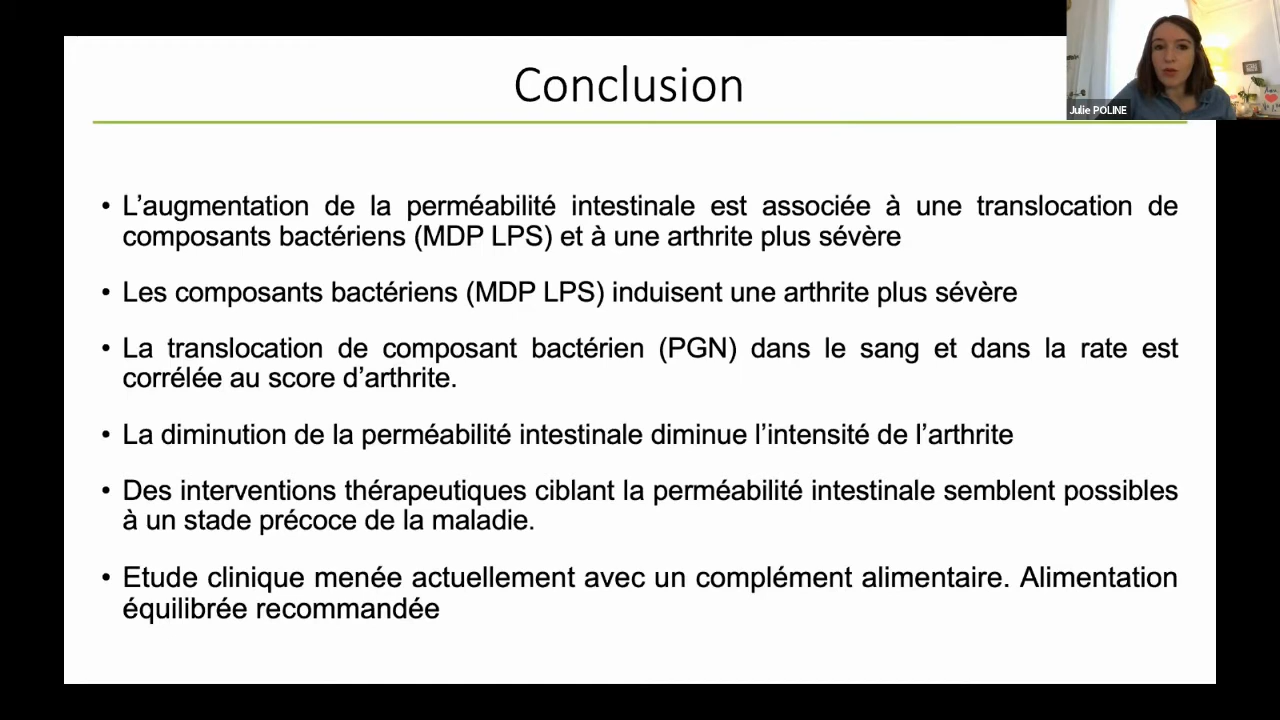 Conclusion
Julie POLINE
• L’augmentation de la perméabilité intestinale est associée à une translocation de
composants bactériens (MDP LPS) et à une arthrite plus sévère
• Les composants bactériens (MDP LPS) induisent une arthrite plus sévère
• La translocation de composant bactérien (PGN) dans le sang et dans la rate est
corrélée au score d’arthrite.
• La diminution de la perméabilité intestinale diminue l’intensité de l’arthrite
• Des interventions thérapeutiques ciblant la perméabilité intestinale semblent possibles
à un stade précoce de la maladie.
• Etude clinique menée actuellement avec un complément alimentaire. Alimentation
équilibrée recommandée